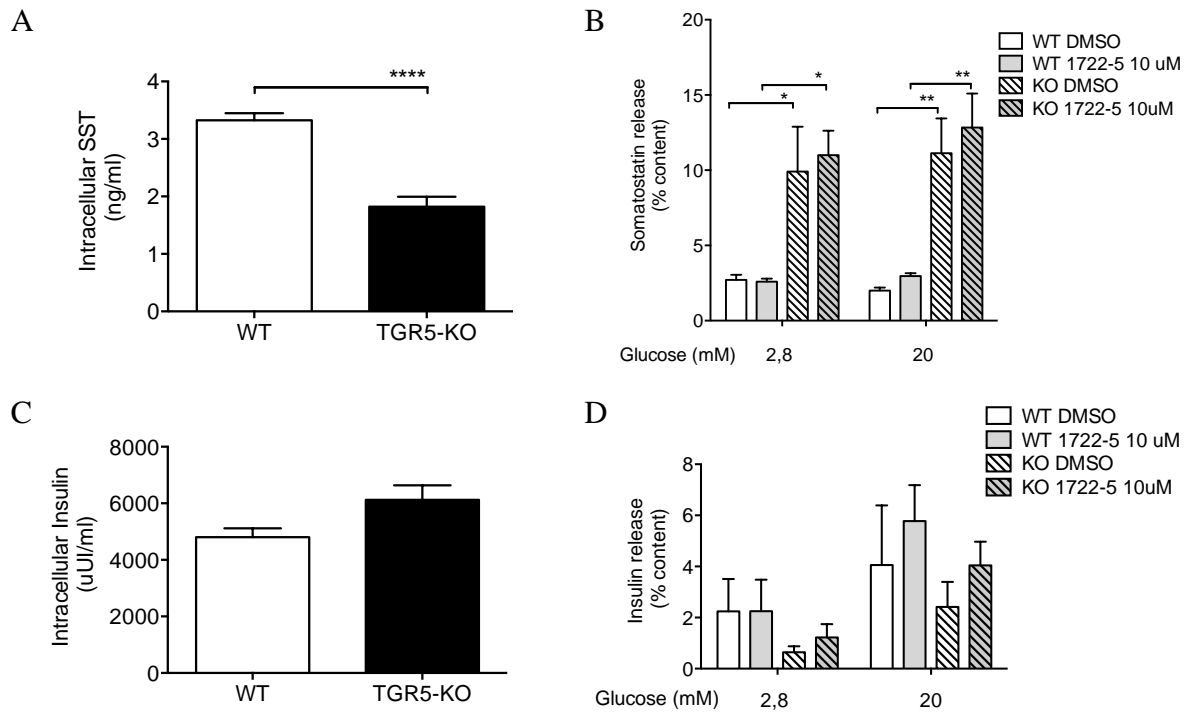 A
Intracellular SST
(ng/ml)
4
3
2
1
0
****
WT
TGR5-KO
B
WT DMSO
WT 1722-5 10 uM
KO DMSO
KO 1722-5 10uM
Somatostatin release
(% content)
20
15
10
5
0
*
*
**
**
Glucose (mM)
2,8
20
C
Intracellular Insulin
(uUI/ml)
8000
6000
4000
2000
0
WT
TGR5-KO
D
WT DMSO
WT 1722-5 10 uM
KO DMSO
KO 1722-5 10uM
Insulin release
(% content)
8
6
4
2
0
Glucose (mM)
2,8
20